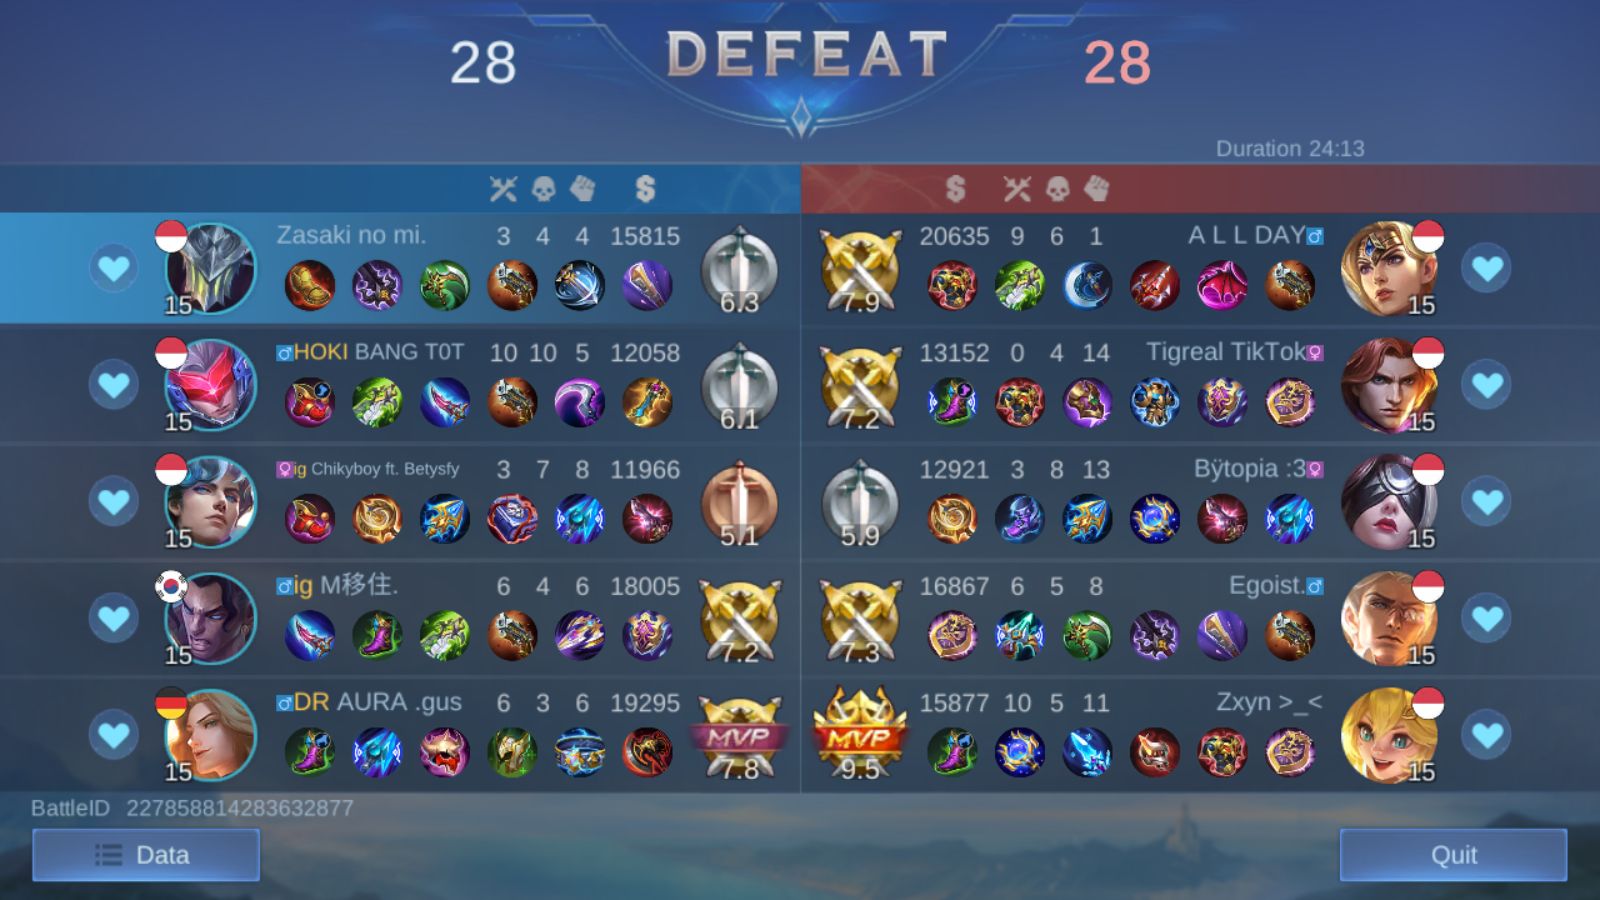 28 DEFEAT 28
Duration 24:13
Zasaki no mi. 3 4 4 15815
15 6.3
20635 9 6 1 A L L DAY
7.9 15
HOKI BANG T0T 10 10 5 12058
15 6.1
13152 0 4 14 Tigreal TikTok
7.2 15
ig Chikyboy ft. Betysfy 3 7 8 11966
15 5.1
12921 3 8 13 Bÿtopia :3
5.9 15
ig M移住. 6 4 6 18005
15 7.2
16867 6 5 8 Egoist.
7.3 15
DR AURA .gus 6 3 6 19295
MVP
15 7.8
15877 10 5 11 Zxyn >_<
MVP
9.5 15
BattleID 227858814283632877
Data
Quit